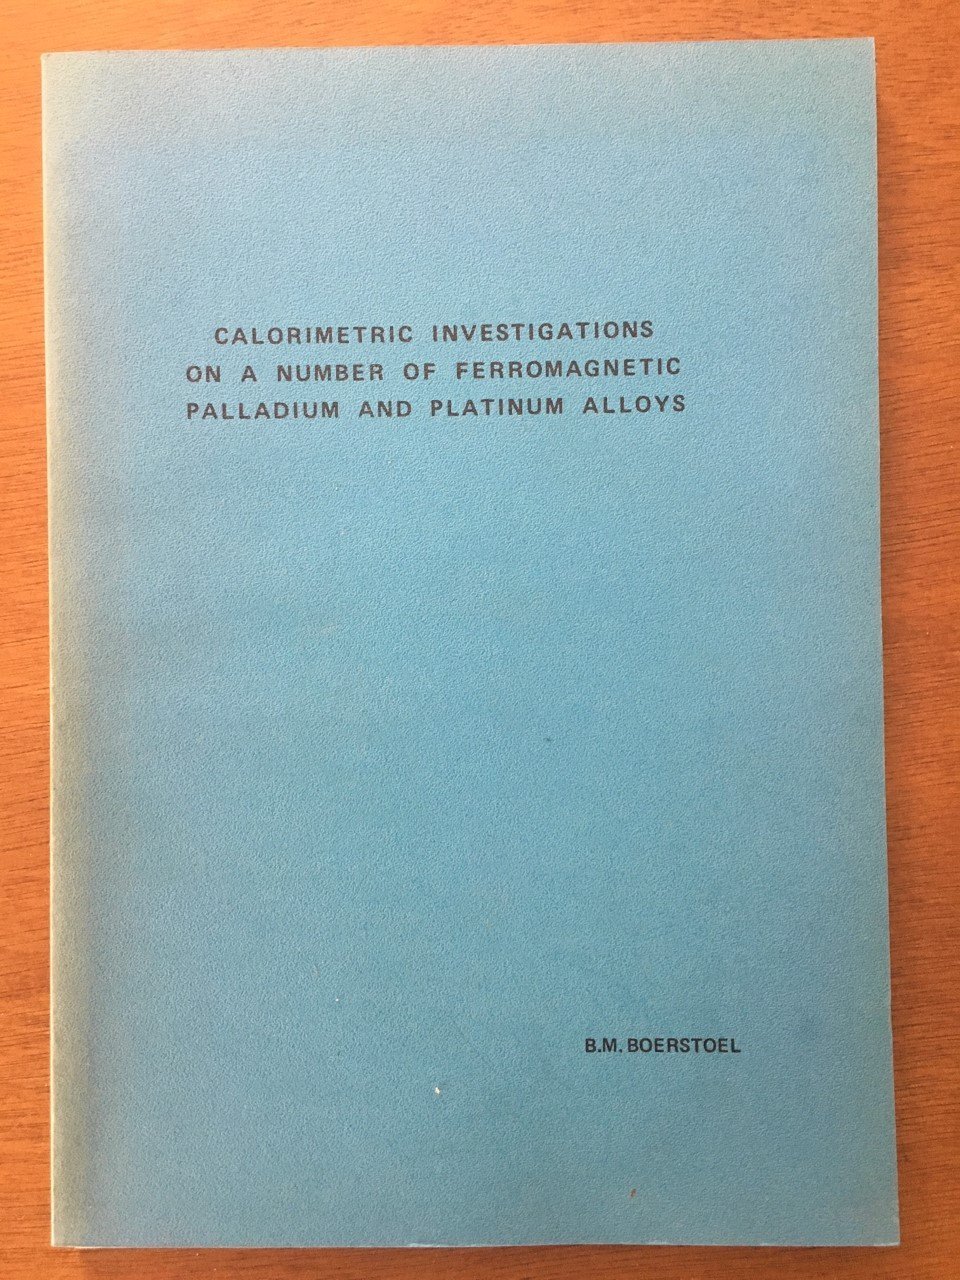 CALORIMETRIC INVESTIGATIONS
ON A NUMBER OF FERROMAGNETIC
PALLADIUM AND PLATINUM ALLOYS
B.M. BOERSTOEL